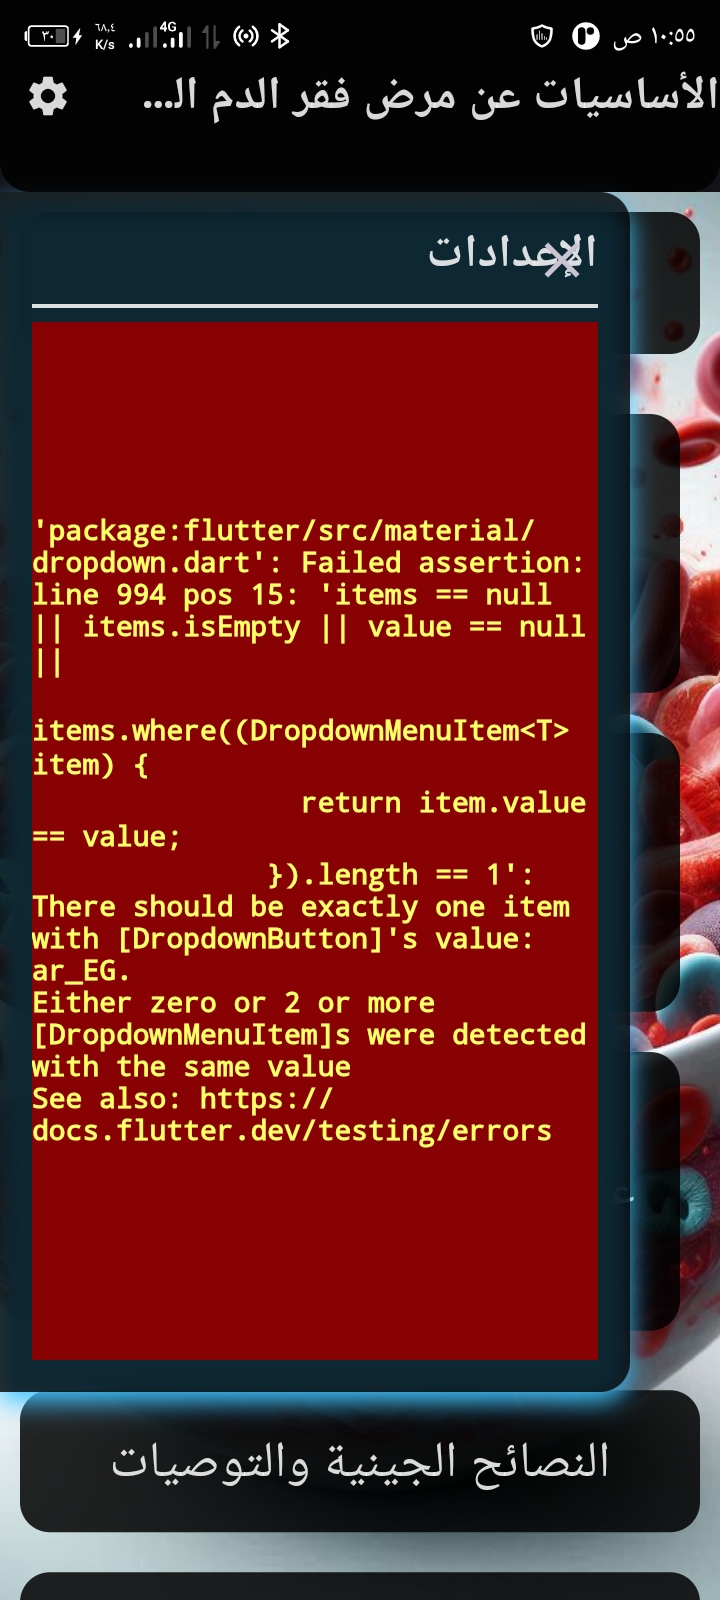 ٣٠ ٦٨,٤ K/s 4G ١٠:٥٥ ص
الأساسيات عن مرض فقر الدم الـ...
الإعدادات
'package:flutter/src/material/
dropdown.dart': Failed assertion:
line 994 pos 15: 'items == null
|| items.isEmpty || value == null
||
items.where((DropdownMenuItem<T>
item) {
return item.value
== value;
}).length == 1':
There should be exactly one item
with [DropdownButton]'s value:
ar_EG.
Either zero or 2 or more
[DropdownMenuItem]s were detected
with the same value
See also: https://
docs.flutter.dev/testing/errors
النصائح الجينية والتوصيات